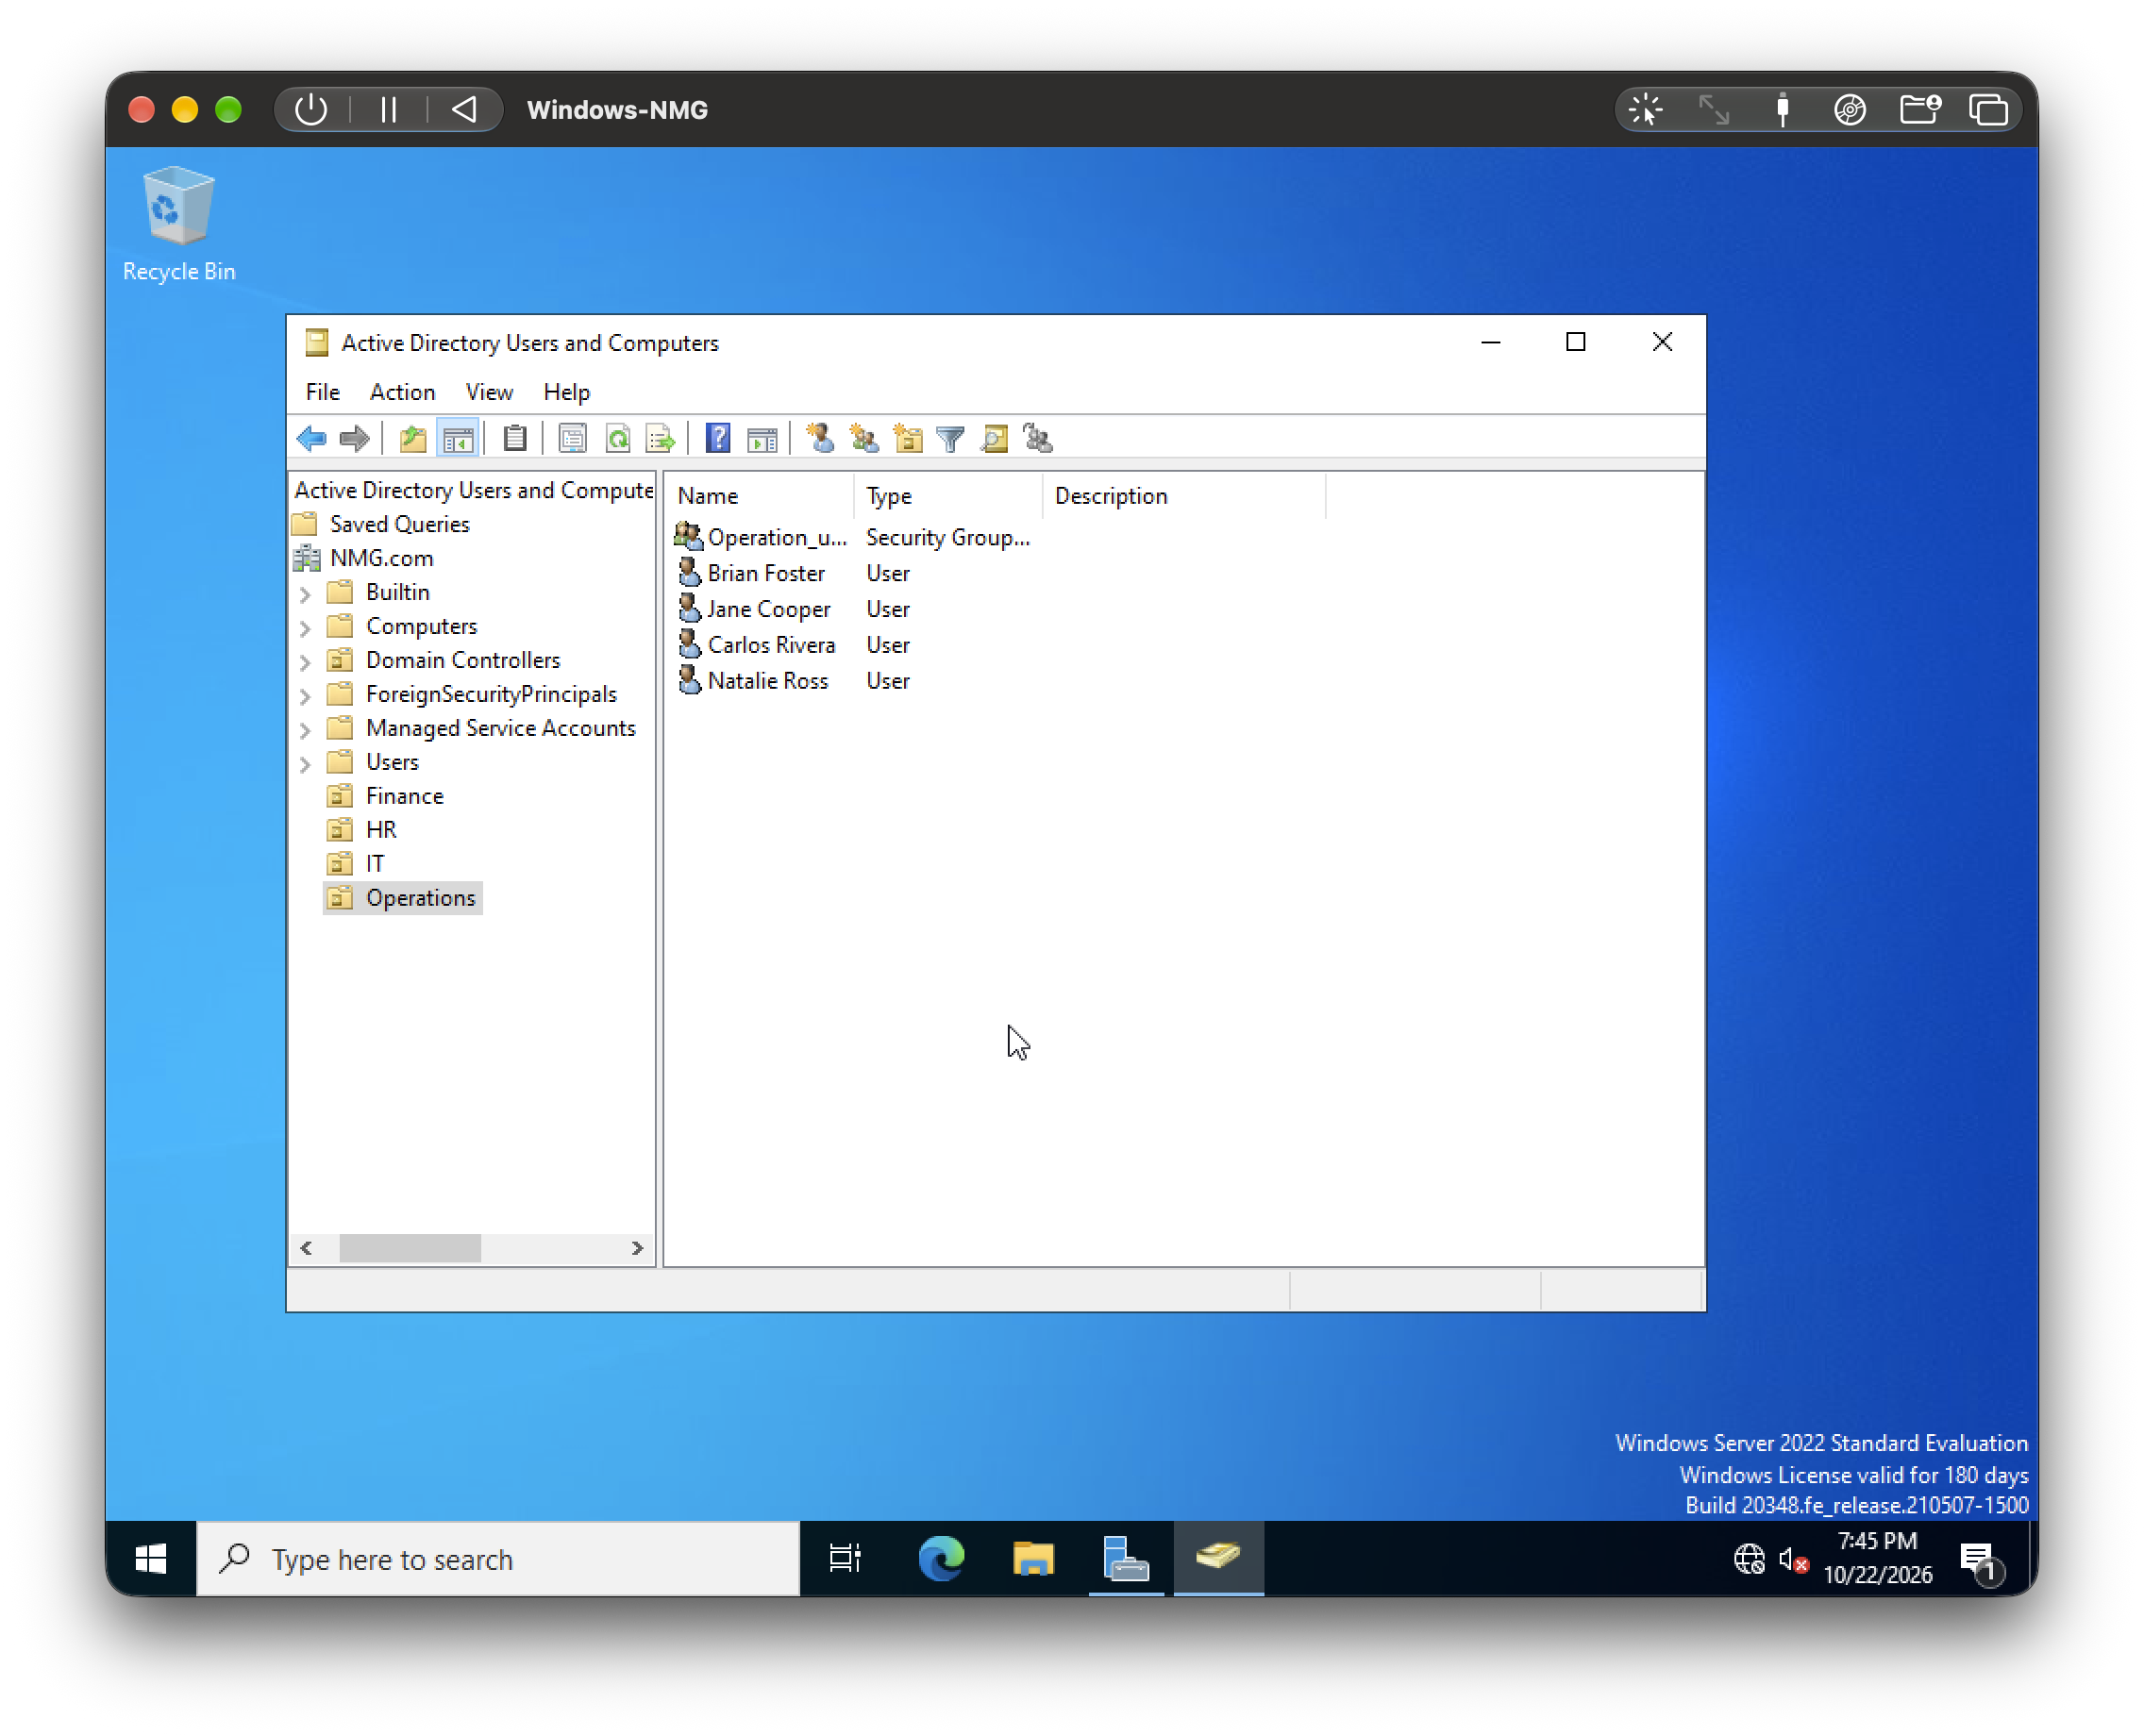 Windows-NMG
Recycle Bin
Active Directory Users and Computers
File Action View Help
Active Directory Users and Compute
Saved Queries
NMG.com
Builtin
Computers
Domain Controllers
ForeignSecurityPrincipals
Managed Service Accounts
Users
Finance
HR
IT
Operations
Name Type Description
Operation_u... Security Group...
Brian Foster User
Jane Cooper User
Carlos Rivera User
Natalie Ross User
Windows Server 2022 Standard Evaluation
Windows License valid for 180 days
Build 20348.fe_release.210507-1500
Type here to search
7:45 PM
10/22/2026
1